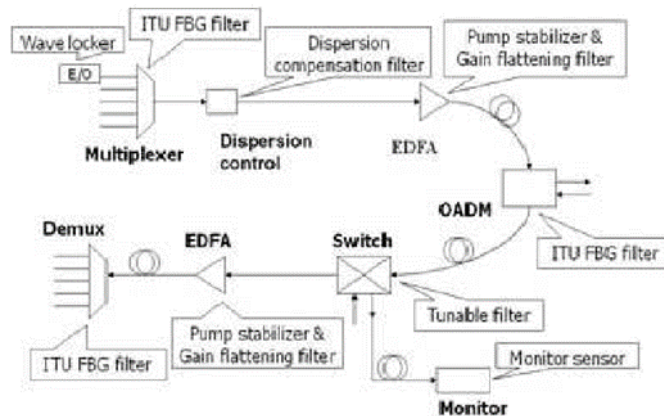 ITU FBG filter
Wave locker
E/O
Dispersion
compensation filter
Pump stabilizer &
Gain flattening filter
Multiplexer
Dispersion
control
EDFA
OADM
ITU FBG filter
Demux
EDFA
Switch
Tunable filter
Pump stabilizer &
Gain flattening filter
ITU FBG filter
Monitor sensor
Monitor